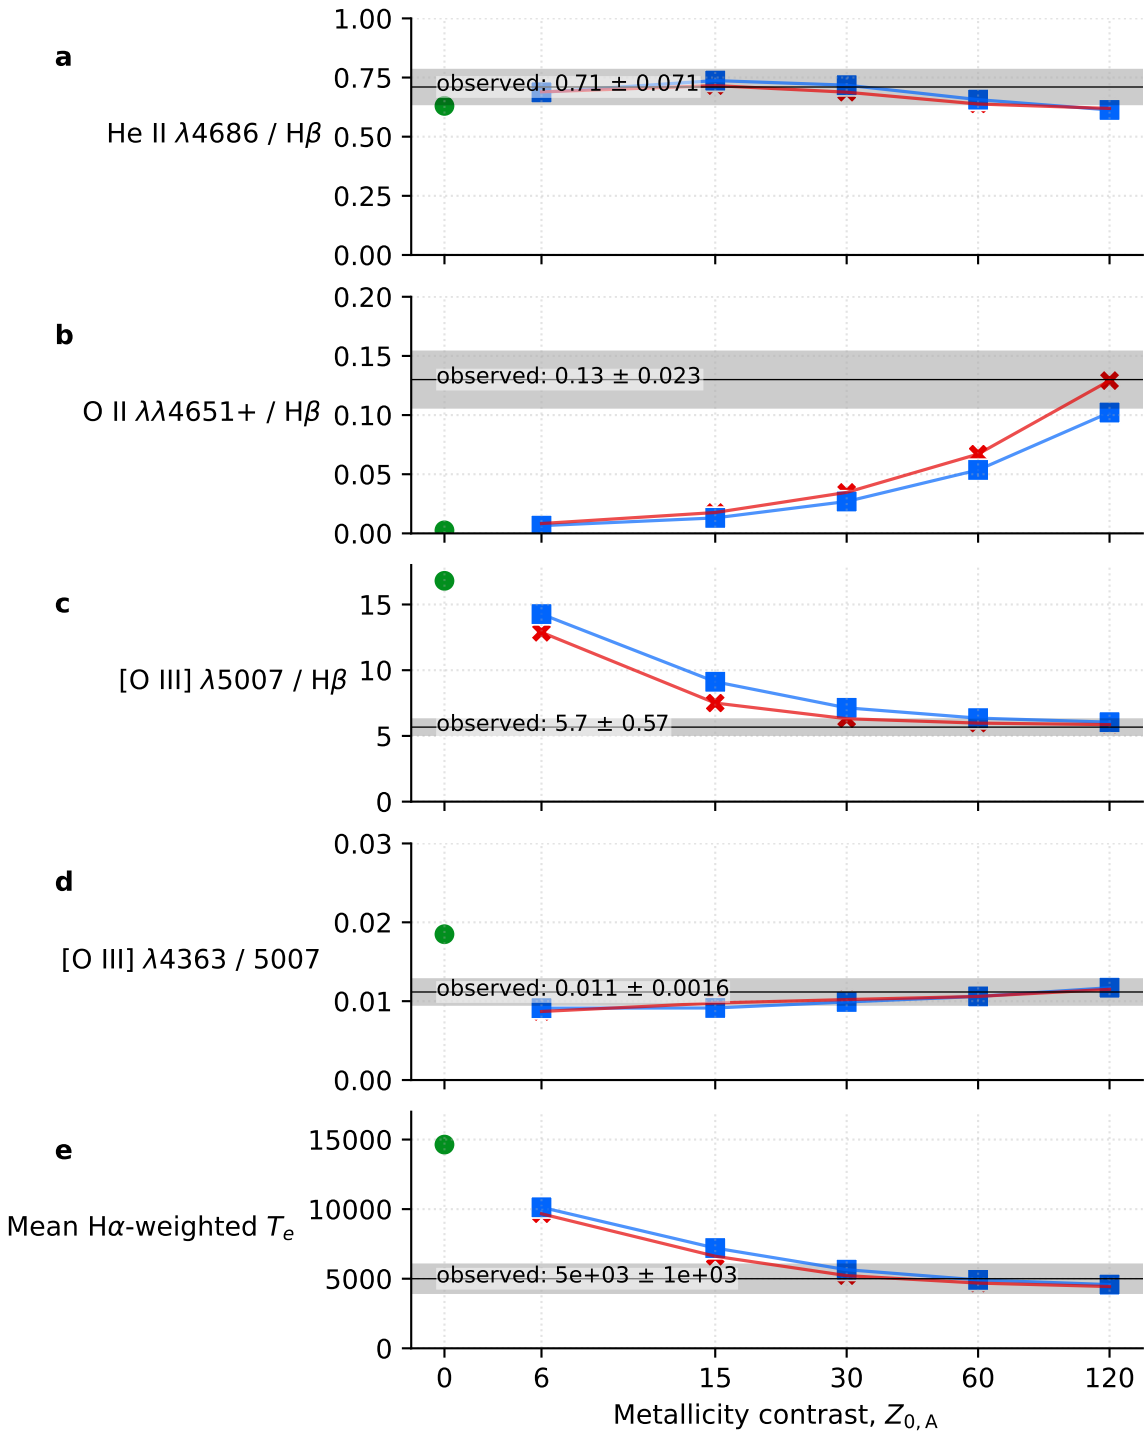 a
He II λ4686 / Hβ
1.00
0.75
0.50
0.25
0.00
observed: 0.71 ± 0.071
b
O II λλ4651+ / Hβ
0.20
0.15
0.10
0.05
0.00
observed: 0.13 ± 0.023
c
[O III] λ5007 / Hβ
15
10
5
0
observed: 5.7 ± 0.57
d
[O III] λ4363 / 5007
0.03
0.02
0.01
0.00
observed: 0.011 ± 0.0016
e
Mean Hα-weighted Te
15000
10000
5000
0
observed: 5e+03 ± 1e+03
0 6 15 30 60 120
Metallicity contrast, Z0, A